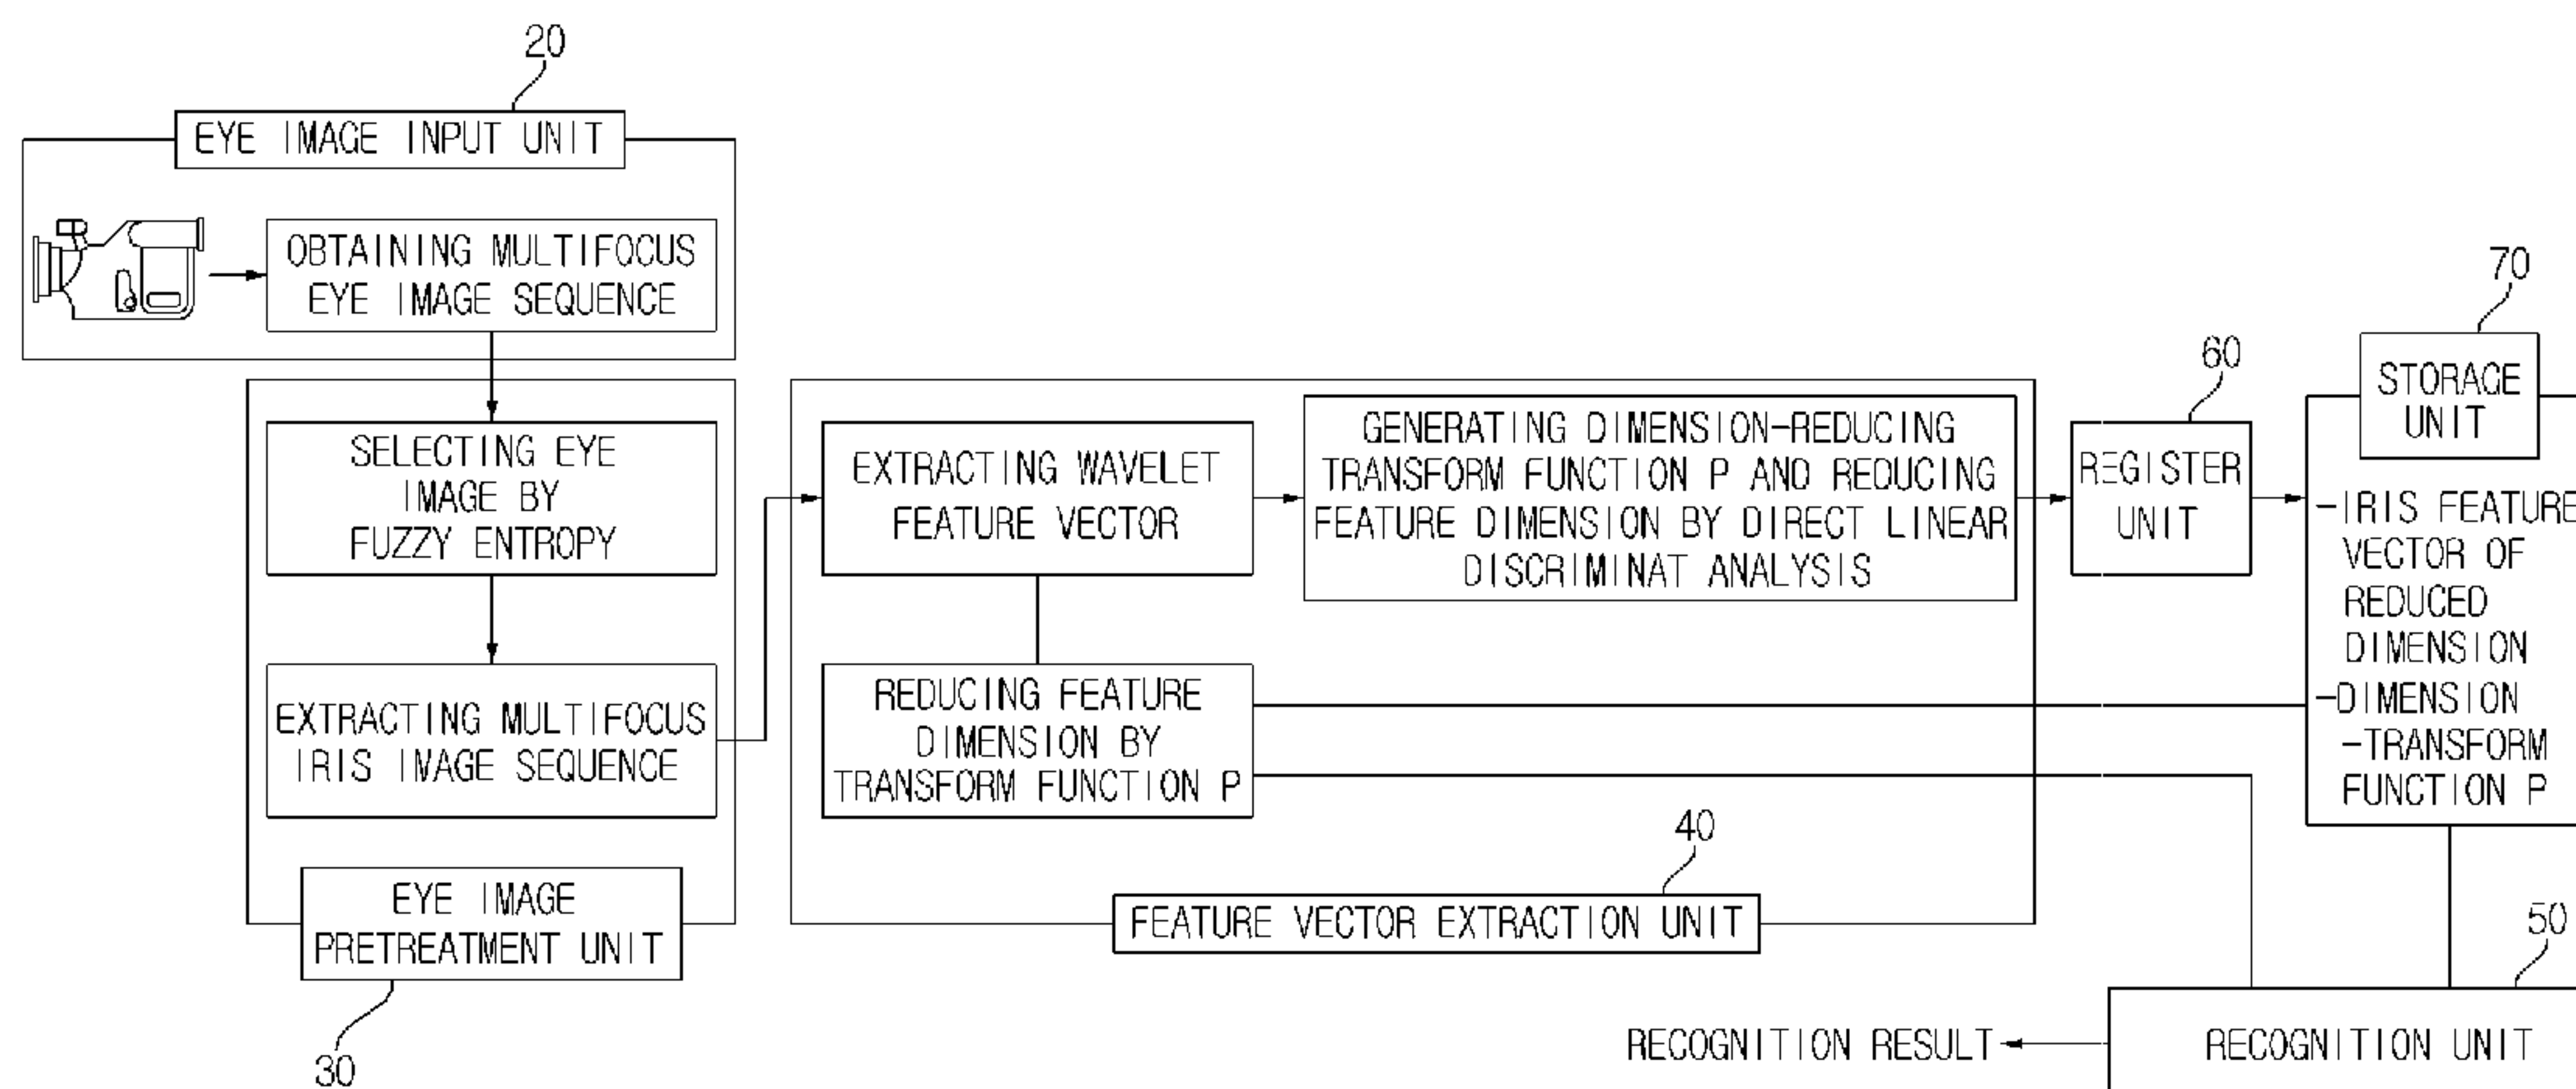 20
EYE IMAGE INPUT UNIT
OBTAINING MULTIFOCUS
EYE IMAGE SEQUENCE
SELECTING EYE
IMAGE BY
FUZZY ENTROPY
EXTRACTING MULTIFOCUS
IRIS IMAGE SEQUENCE
EYE IMAGE
PRETREATMENT UNIT
30
EXTRACTING WAVELET
FEATURE VECTOR
GENERATING DIMENSION-REDUCING
TRANSFORM FUNCTION P AND REDUCING
FEATURE DIMENSION BY DIRECT LINEAR
DISCRIMINAT ANALYSIS
REDUCING FEATURE
DIMENSION BY
TRANSFORM FUNCTION P
40
FEATURE VECTOR EXTRACTION UNIT
60
REGISTER
UNIT
70
STORAGE
UNIT
-IRIS FEATURE
VECTOR OF
REDUCED
DIMENSION
-DIMENSION
-TRANSFORM
FUNCTION P
50
RECOGNITION UNIT
RECOGNITION RESULT